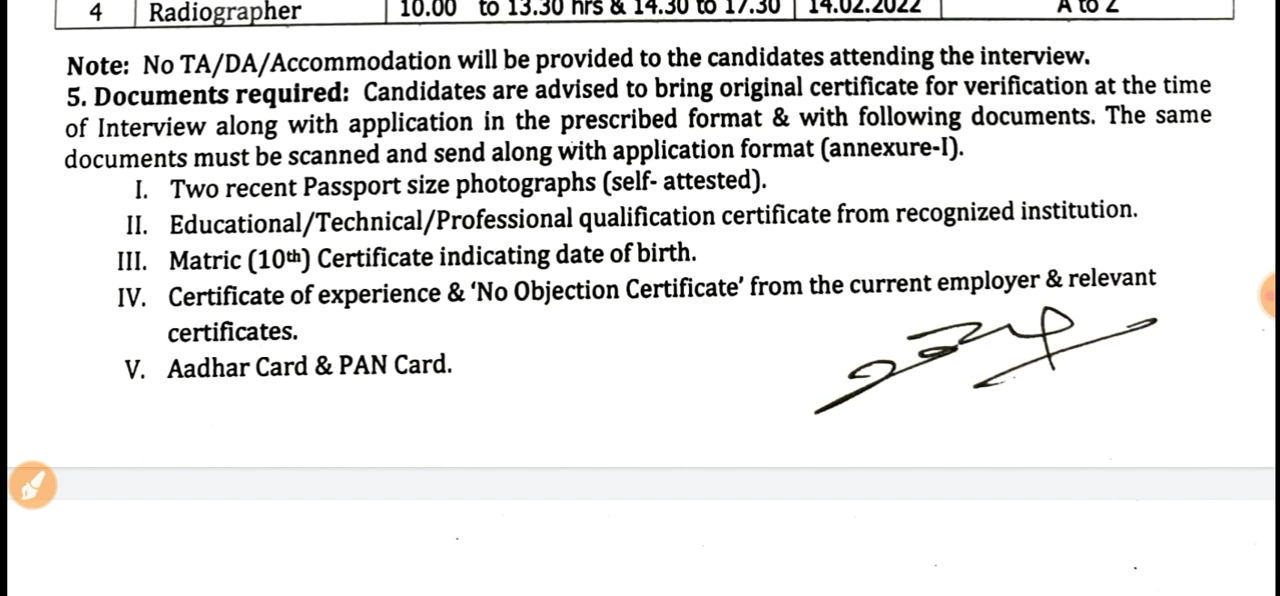 4 Radiographer 10.00 to 13.30 hrs & 14.30 to 17.30 14.02.2022 A to Z
Note: No TA/DA/Accommodation will be provided to the candidates attending the interview.
5. Documents required: Candidates are advised to bring original certificate for verification at the time
of Interview along with application in the prescribed format & with following documents. The same
documents must be scanned and send along with application format (annexure-I).
I. Two recent Passport size photographs (self- attested).
II. Educational/Technical/Professional qualification certificate from recognized institution.
III. Matric (10th) Certificate indicating date of birth.
IV. Certificate of experience & ‘No Objection Certificate’ from the current employer & relevant
certificates.
V. Aadhar Card & PAN Card.